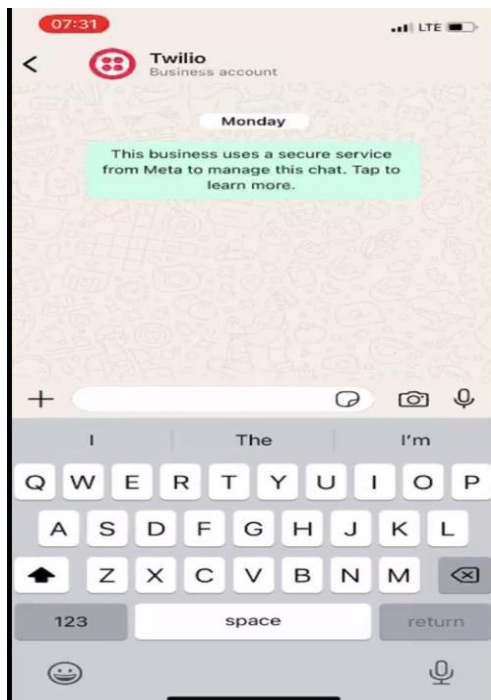 07:31
LTE
Twilio
Business account
Monday
This business uses a secure service
from Meta to manage this chat. Tap to
learn more.
I The I'm
Q W E R T Y U I O P
A S D F G H J K L
Z X C V B N M
123 space return